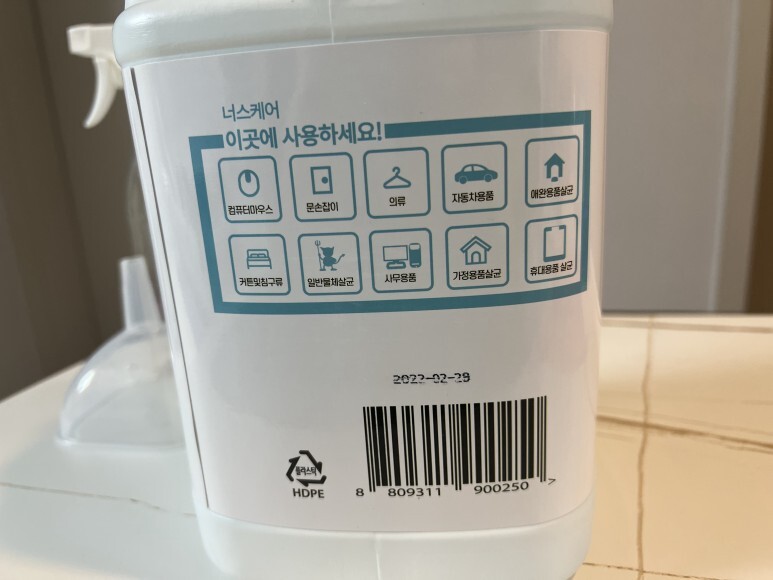 너스케어
이곳에 사용하세요!
컴퓨터마우스
문손잡이
의류
자동차용품
애완용품살균
커튼및침구류
일반물체살균
사무용품
가정용품살균
휴대용품 살균
2022-02-28
플라스틱
HDPE
8 809311 900250 >